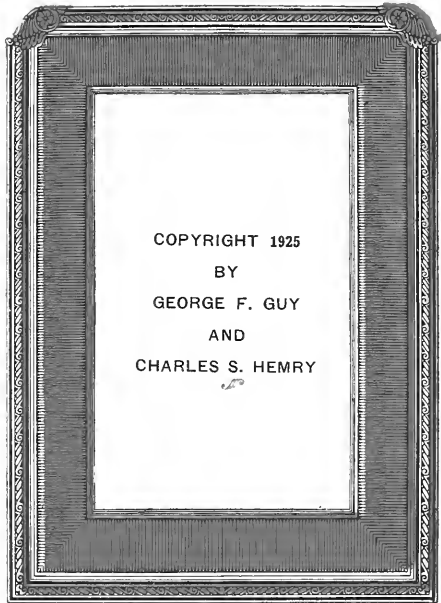 COPYRIGHT 1925
BY
GEORGE F. GUY
AND
CHARLES S. HEMRY